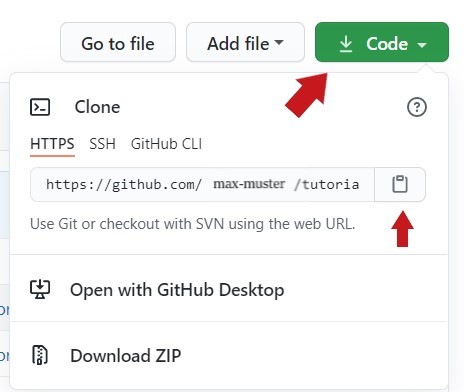 Go to file Add file Code
Clone
HTTPS SSH GitHub CLI
https://github.com/ max-muster /tutoria
Use Git or checkout with SVN using the web URL.
Open with GitHub Desktop
Download ZIP